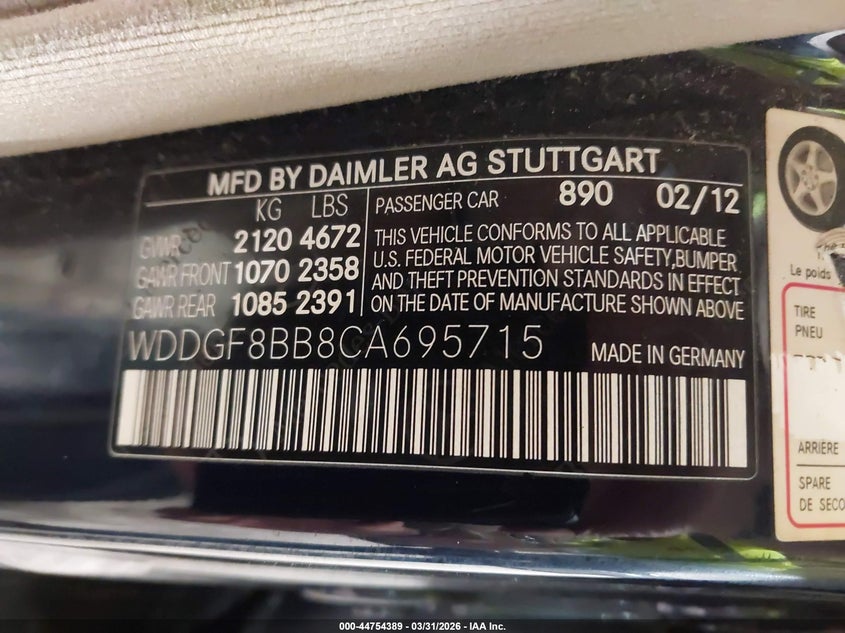 MFD BY DAIMLER AG STUTTGART
KG LBS
GVWR 2120 4672
GAWR FRONT 1070 2358
GAWR REAR 1085 2391
PASSENGER CAR 890 02/12
THIS VEHICLE CONFORMS TO ALL APPLICABLE
U.S. FEDERAL MOTOR VEHICLE SAFETY,BUMPER
AND THEFT PREVENTION STANDARDS IN EFFECT
ON THE DATE OF MANUFACTURE SHOWN ABOVE
WDDGF8BB8CA695715 MADE IN GERMANY
Le poids
TIRE
PNEU
ARRIÈRE
SPARE
DE SECO
000-44754389 - 03/31/2026 - IAA Inc.